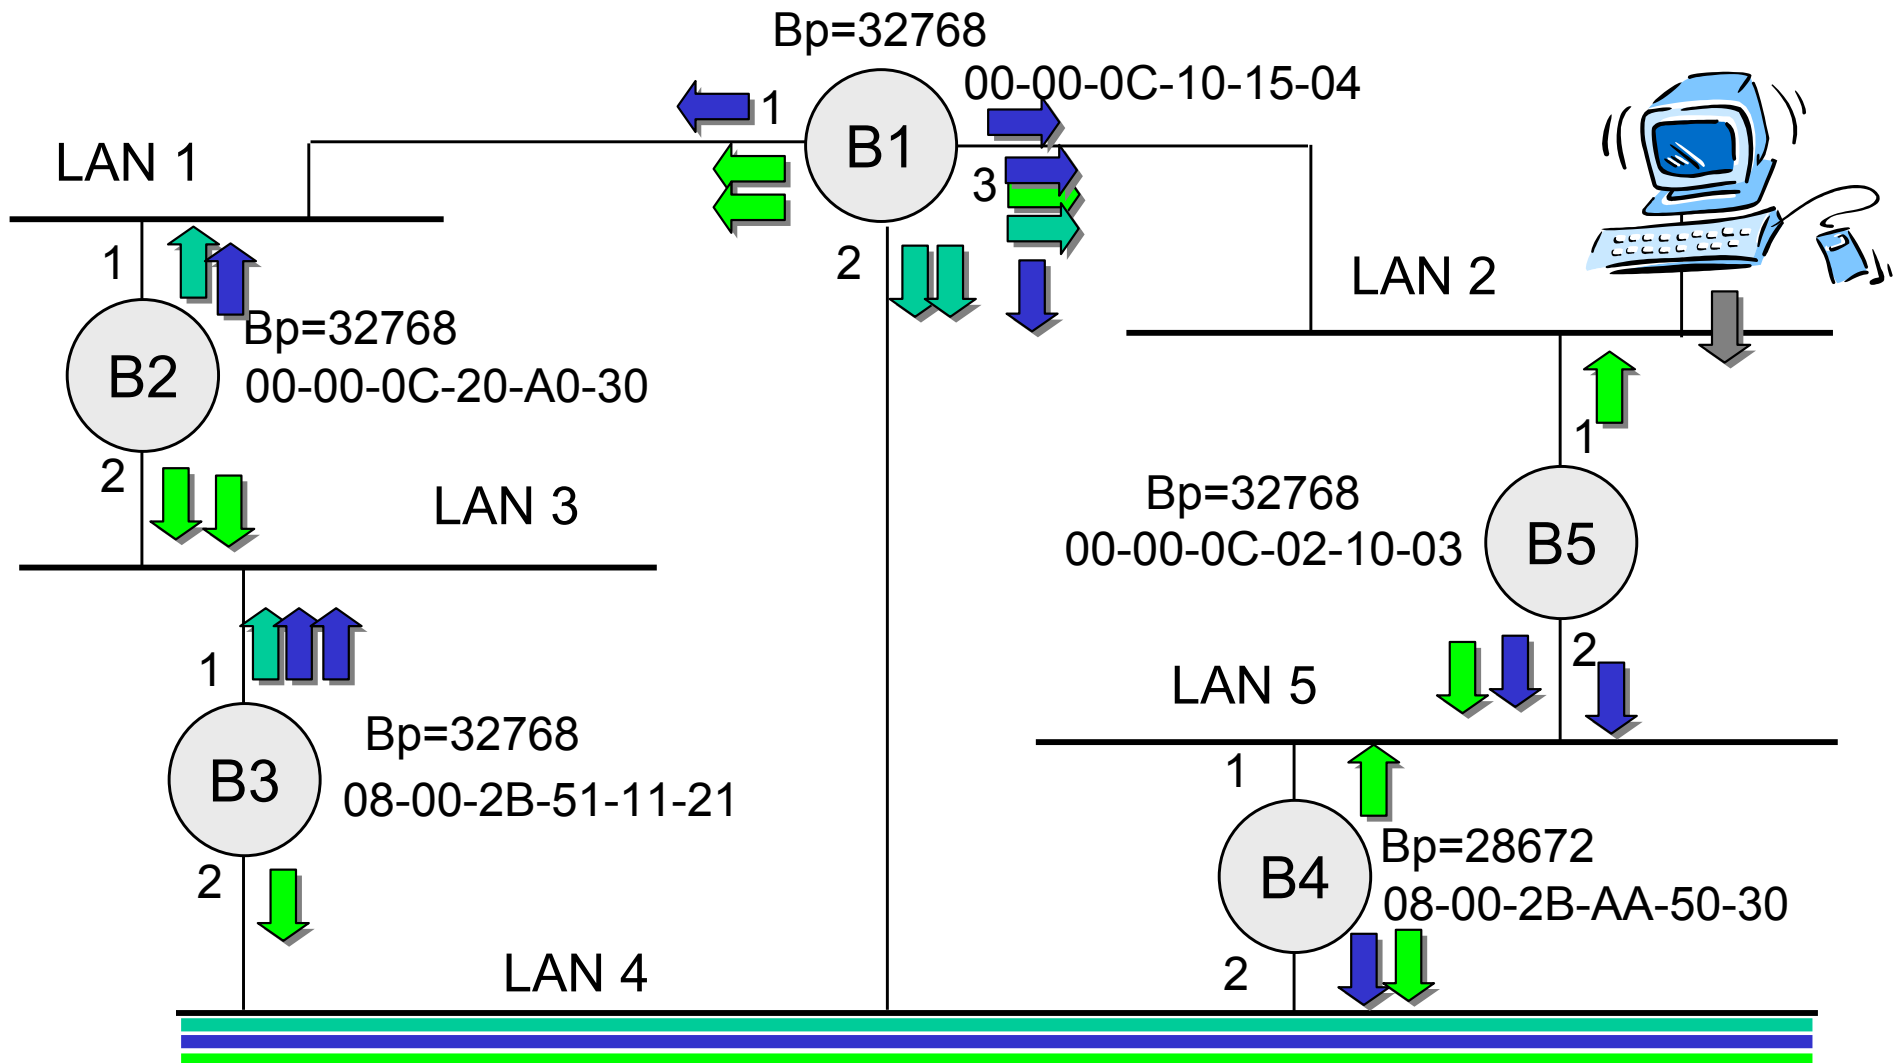 Bp=32768
00-00-0C-10-15-04
1
B1
LAN 1
3
1
2
LAN 2
Bp=32768
B2
00-00-0C-20-A0-30
1
2
LAN 3
Bp=32768
00-00-0C-02-10-03
B5
1
2
LAN 5
Bp=32768
B3
08-00-2B-51-11-21
1
Bp=28672
B4
08-00-2B-AA-50-30
2
LAN 4
2